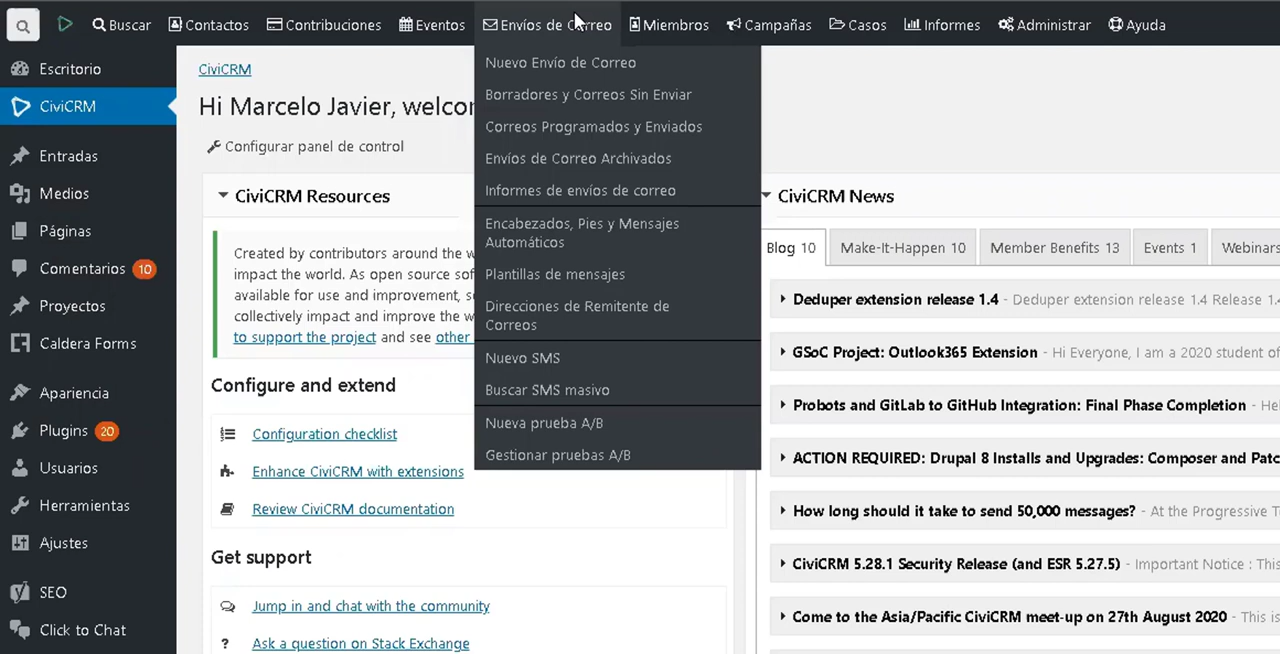 Buscar Contactos Contribuciones Eventos Envíos de Correo Miembros Campañas Casos Informes Administrar Ayuda
Escritorio
CiviCRM
Entradas
Medios
Páginas
Comentarios 10
Proyectos
Caldera Forms
Apariencia
Plugins 20
Usuarios
Herramientas
Ajustes
SEO
Click to Chat
CiviCRM
Hi Marcelo Javier, welcom
Configurar panel de control
CiviCRM Resources
Created by contributors around the w
impact the world. As open source sof
available for use and improvement, s
collectively impact and improve the w
to support the project and see other
Configure and extend
Configuration checklist
Enhance CiviCRM with extensions
Review CiviCRM documentation
Get support
Jump in and chat with the community
Ask a question on Stack Exchange
Nuevo Envío de Correo
Borradores y Correos Sin Enviar
Correos Programados y Enviados
Envíos de Correo Archivados
Informes de envíos de correo
Encabezados, Pies y Mensajes
Automáticos
Plantillas de mensajes
Direcciones de Remitente de
Correos
Nuevo SMS
Buscar SMS masivo
Nueva prueba A/B
Gestionar pruebas A/B
CiviCRM News
Blog 10 Make-It-Happen 10 Member Benefits 13 Events 1 Webinars
Deduper extension release 1.4 - Deduper extension release 1.4 Release 1.4
GSoC Project: Outlook365 Extension - Hi Everyone, I am a 2020 student of
Probots and GitLab to GitHub Integration: Final Phase Completion - Hel
ACTION REQUIRED: Drupal 8 Installs and Upgrades: Composer and Patc
How long should it take to send 50,000 messages? - At the Progressive T
CiviCRM 5.28.1 Security Release (and ESR 5.27.5) - Important Notice : This
Come to the Asia/Pacific CiviCRM meet-up on 27th August 2020 - This is